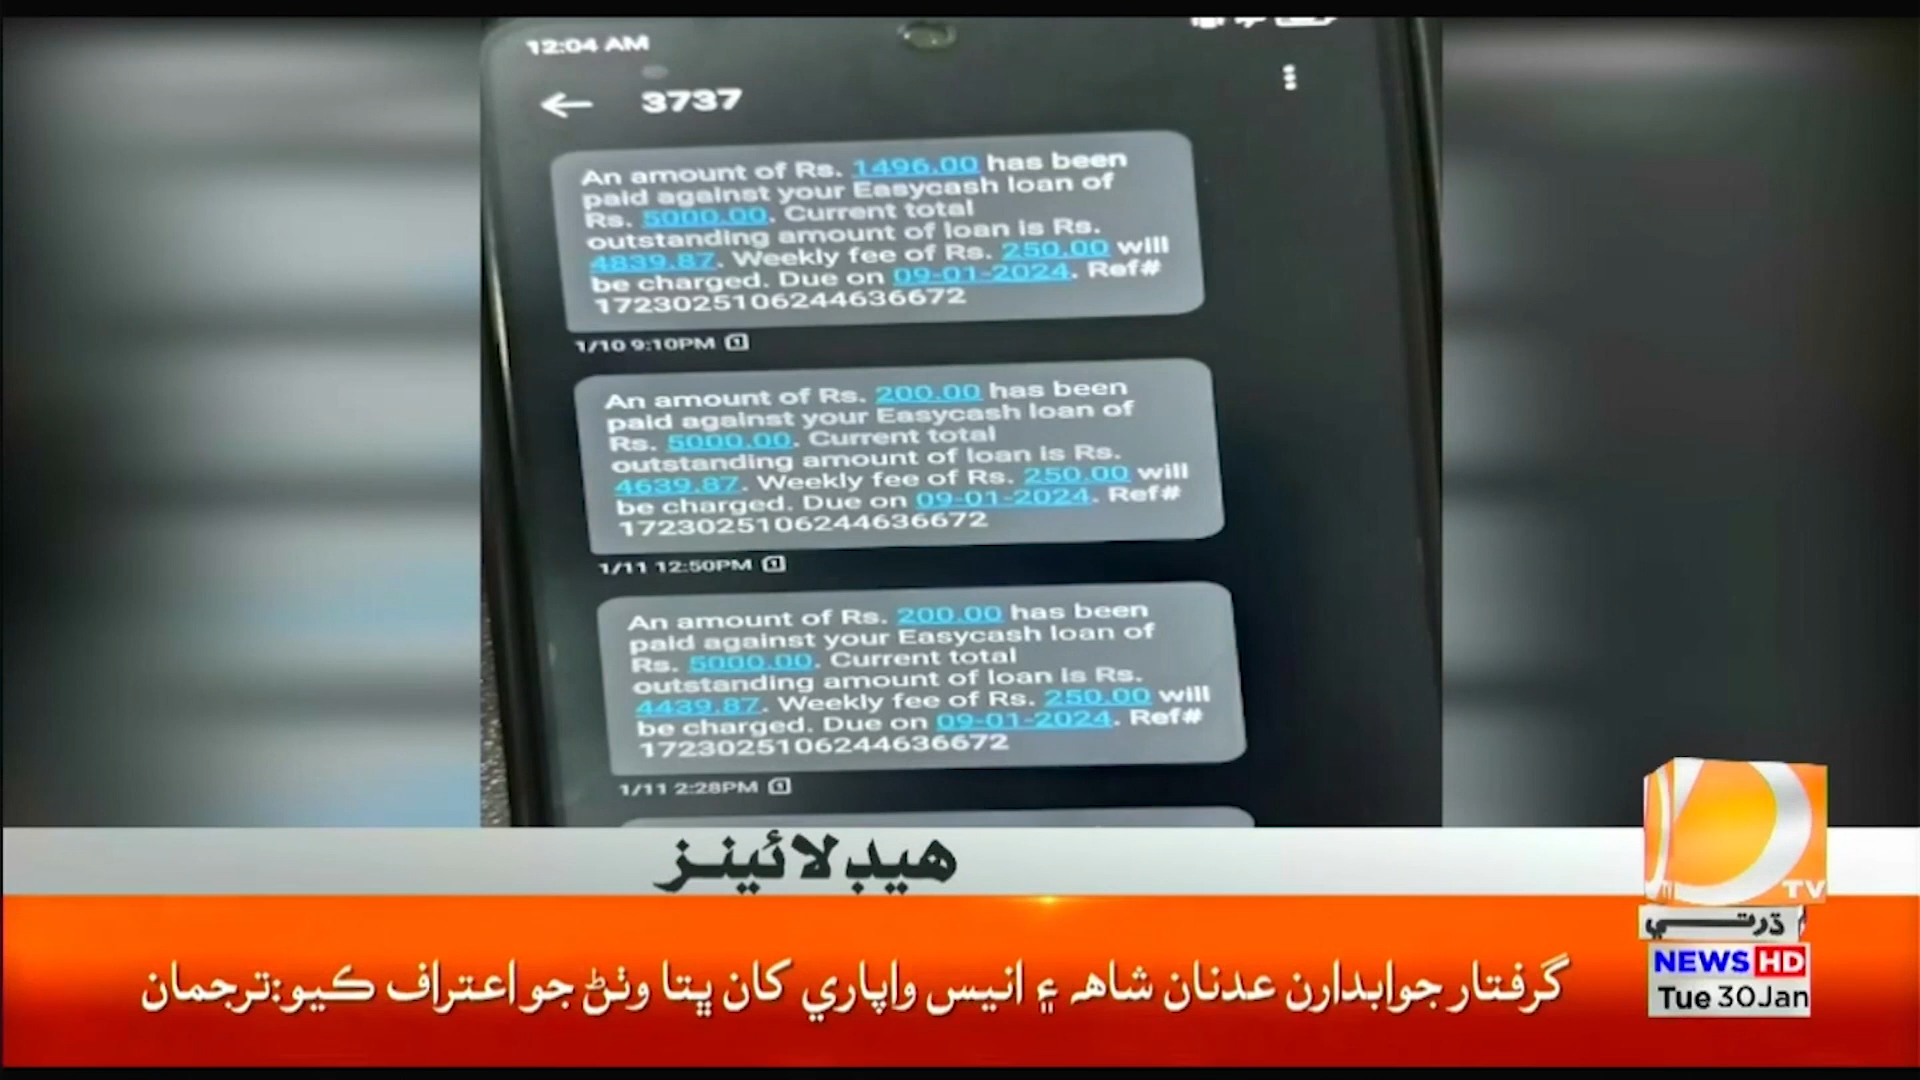 12:04 AM
3737
An amount of Rs. 1496.00 has been
paid against your Easycash loan of
Rs. 5000.00. Current total
outstanding amount of loan is Rs.
4839.87. Weekly fee of Rs. 250.00 will
be charged. Due on 09-01-2024. Ref#
17230251062446​36672
1/10 9:10PM
An amount of Rs. 200.00 has been
paid against your Easycash loan of
Rs. 5000.00. Current total
outstanding amount of loan is Rs.
4639.87. Weekly fee of Rs. 250.00 will
be charged. Due on 09-01-2024. Ref#
1723025106244636672
1/11 12:50PM
An amount of Rs. 200.00 has been
paid against your Easycash loan of
Rs. 5000.00. Current total
outstanding amount of loan is Rs.
4439.87. Weekly fee of Rs. 250.00 will
be charged. Due on 09-01-2024. Ref#
1723025106244636672
1/11 2:28PM
هيڊ لائينز
گرفتار جوابدارن عدنان شاھ ۽ انيس واپاري کان ڀتا وٺڻ جو اعتراف ڪيو:ترجمان
TV
ڌرتي
NEWS HD
Tue 30Jan